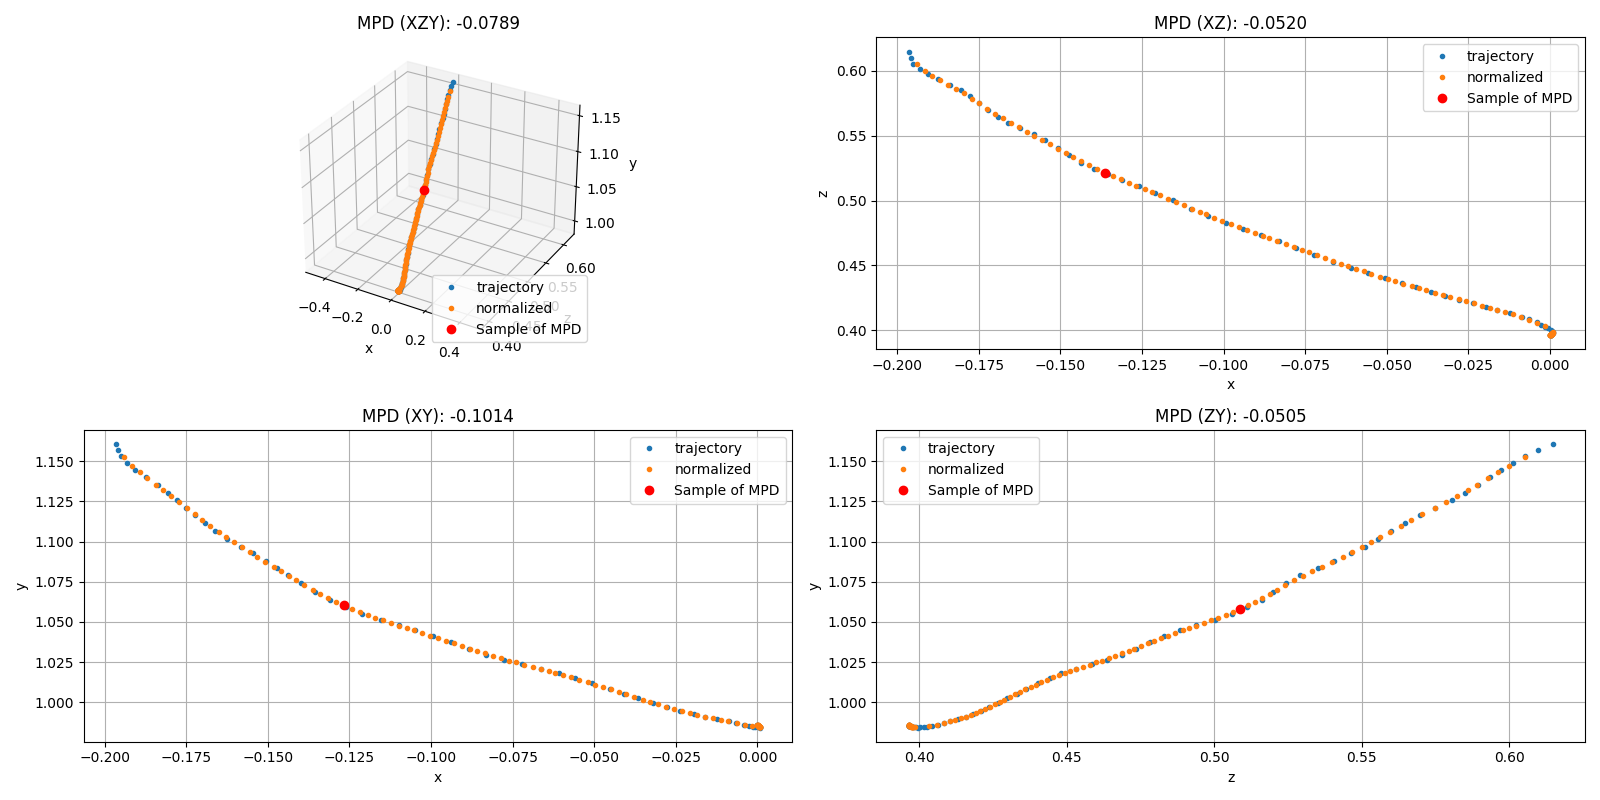 MPD (XZY): -0.0789
1.15
1.10
1.05
1.00
y
0.60
0.55
0.50
0.45
0.40
z
−0.4
−0.2
0.0
0.2
0.4
x
trajectory
normalized
Sample of MPD
MPD (XZ): -0.0520
trajectory
normalized
Sample of MPD
0.60
0.55
0.50
0.45
0.40
z
−0.200
−0.175
−0.150
−0.125
−0.100
−0.075
−0.050
−0.025
0.000
x
MPD (XY): -0.1014
trajectory
normalized
Sample of MPD
1.150
1.125
1.100
1.075
1.050
1.025
1.000
y
−0.200
−0.175
−0.150
−0.125
−0.100
−0.075
−0.050
−0.025
0.000
x
MPD (ZY): -0.0505
trajectory
normalized
Sample of MPD
1.150
1.125
1.100
1.075
1.050
1.025
1.000
y
0.40
0.45
0.50
0.55
0.60
z